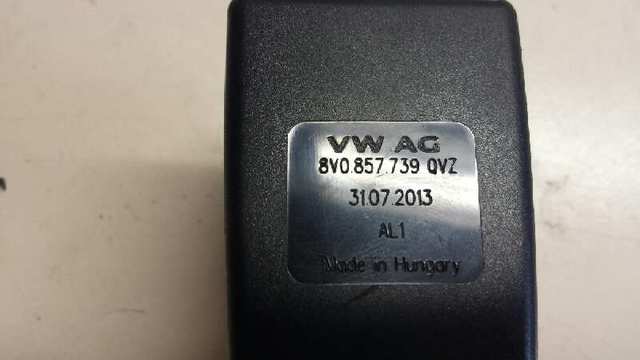 VW AG
8V0.857.739 QVZ
31.07.2013
AL1
Made in Hungary